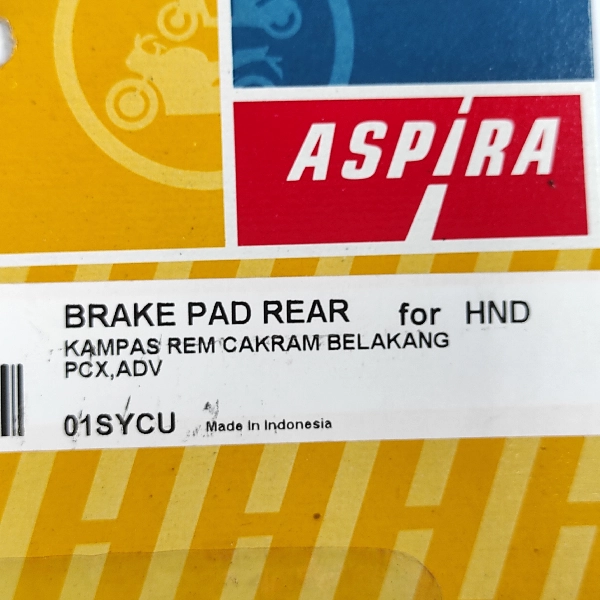 ASPIRA
BRAKE PAD REAR for HND
KAMPAS REM CAKRAM BELAKANG
PCX,ADV
01SYCU Made In Indonesia